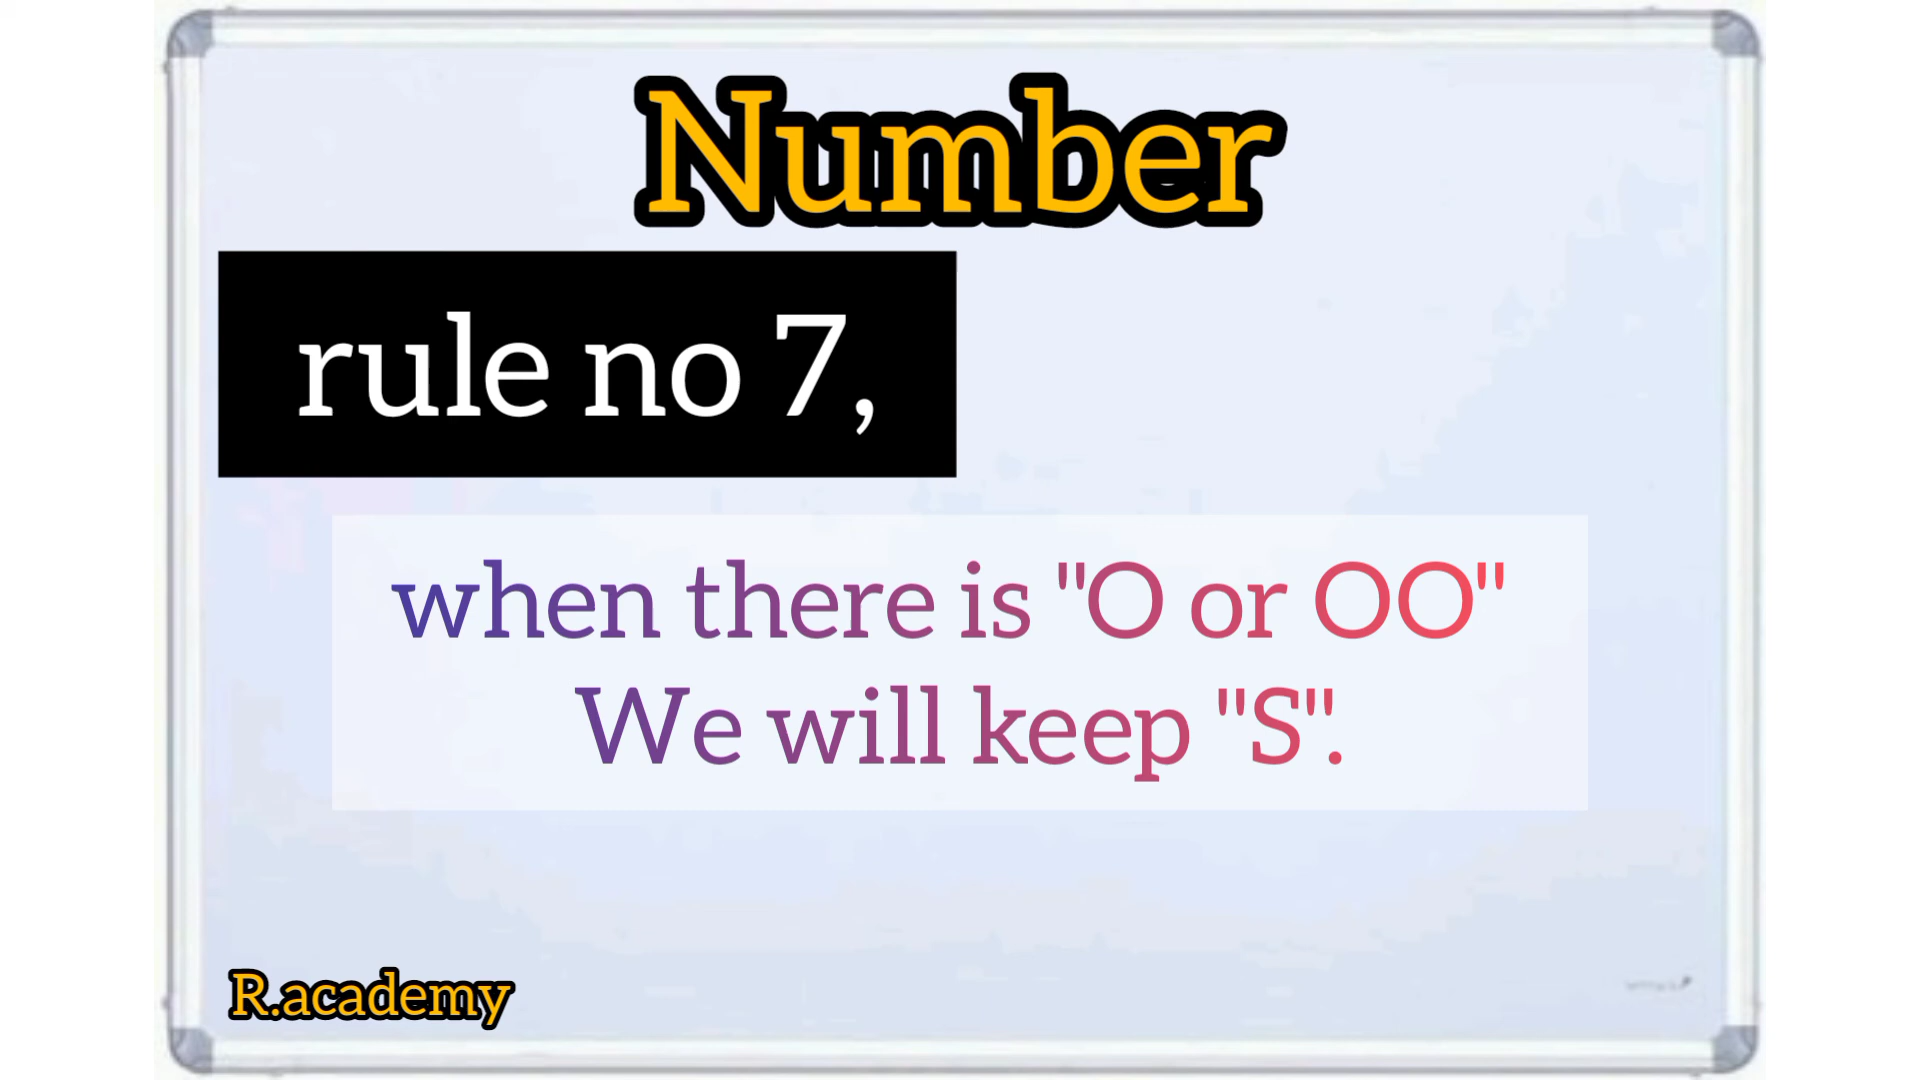 Number
rule no 7,
when there is "O or OO"
We will keep "S".
R.academy